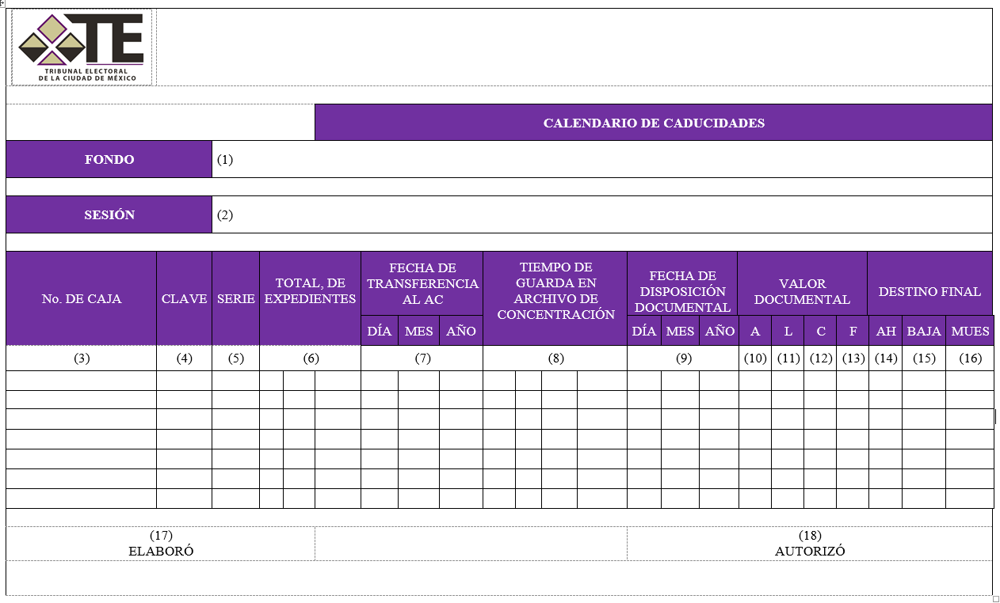 TE
TRIBUNAL ELECTORAL
DE LA CIUDAD DE MÉXICO
CALENDARIO DE CADUCIDADES
FONDO (1)
SESIÓN (2)
No. DE CAJA
CLAVE
SERIE
TOTAL, DE
EXPEDIENTES
FECHA DE
TRANSFERENCIA
AL AC
TIEMPO DE
GUARDA EN
ARCHIVO DE
CONCENTRACIÓN
FECHA DE
DISPOSICIÓN
DOCUMENTAL
VALOR
DOCUMENTAL
DESTINO FINAL
DÍA MES AÑO DÍA MES AÑO A L C F AH BAJA MUES
(3) (4) (5) (6) (7) (8) (9) (10) (11) (12) (13) (14) (15) (16)
(17)
ELABORÓ
(18)
AUTORIZÓ